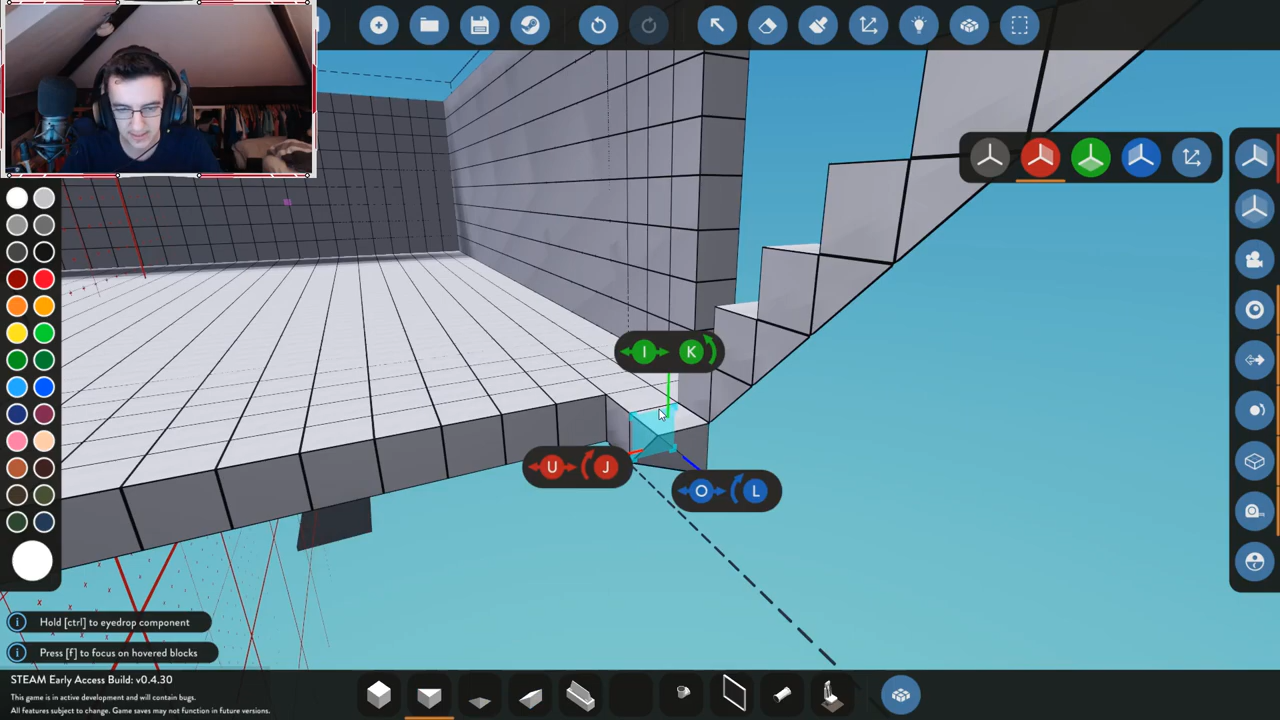 I
K
U
J
O
L
Hold [ctrl] to eyedrop component
Press [f] to focus on hovered blocks
STEAM Early Access Build: v0.4.30
This game is in active development and will contain bugs.
All features subject to change. Game saves may not function in future versions.